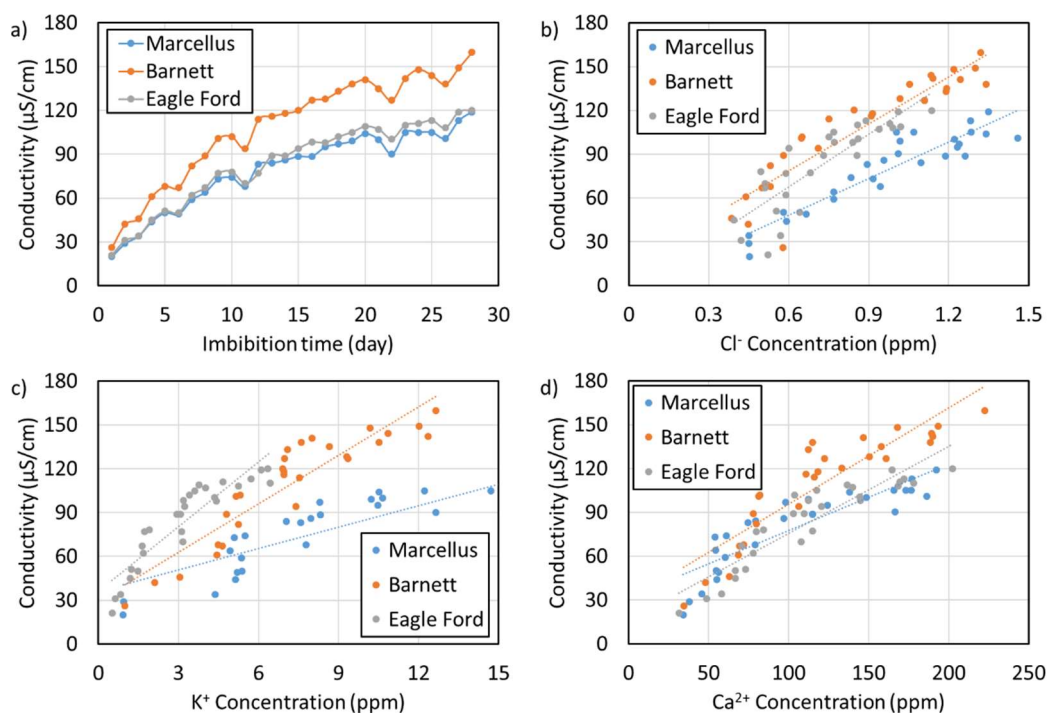 a)
180
150
120
90
60
30
0
Conductivity (µS/cm)
Marcellus
Barnett
Eagle Ford
0 5 10 15 20 25 30
Imbibition time (day)
b)
180
150
120
90
60
30
0
Conductivity (µS/cm)
Marcellus
Barnett
Eagle Ford
0 0.3 0.6 0.9 1.2 1.5
Cl⁻ Concentration (ppm)
c)
180
150
120
90
60
30
0
Conductivity (µS/cm)
Marcellus
Barnett
Eagle Ford
0 3 6 9 12 15
K⁺ Concentration (ppm)
d)
180
150
120
90
60
30
0
Conductivity (µS/cm)
Marcellus
Barnett
Eagle Ford
0 50 100 150 200 250
Ca²⁺ Concentration (ppm)